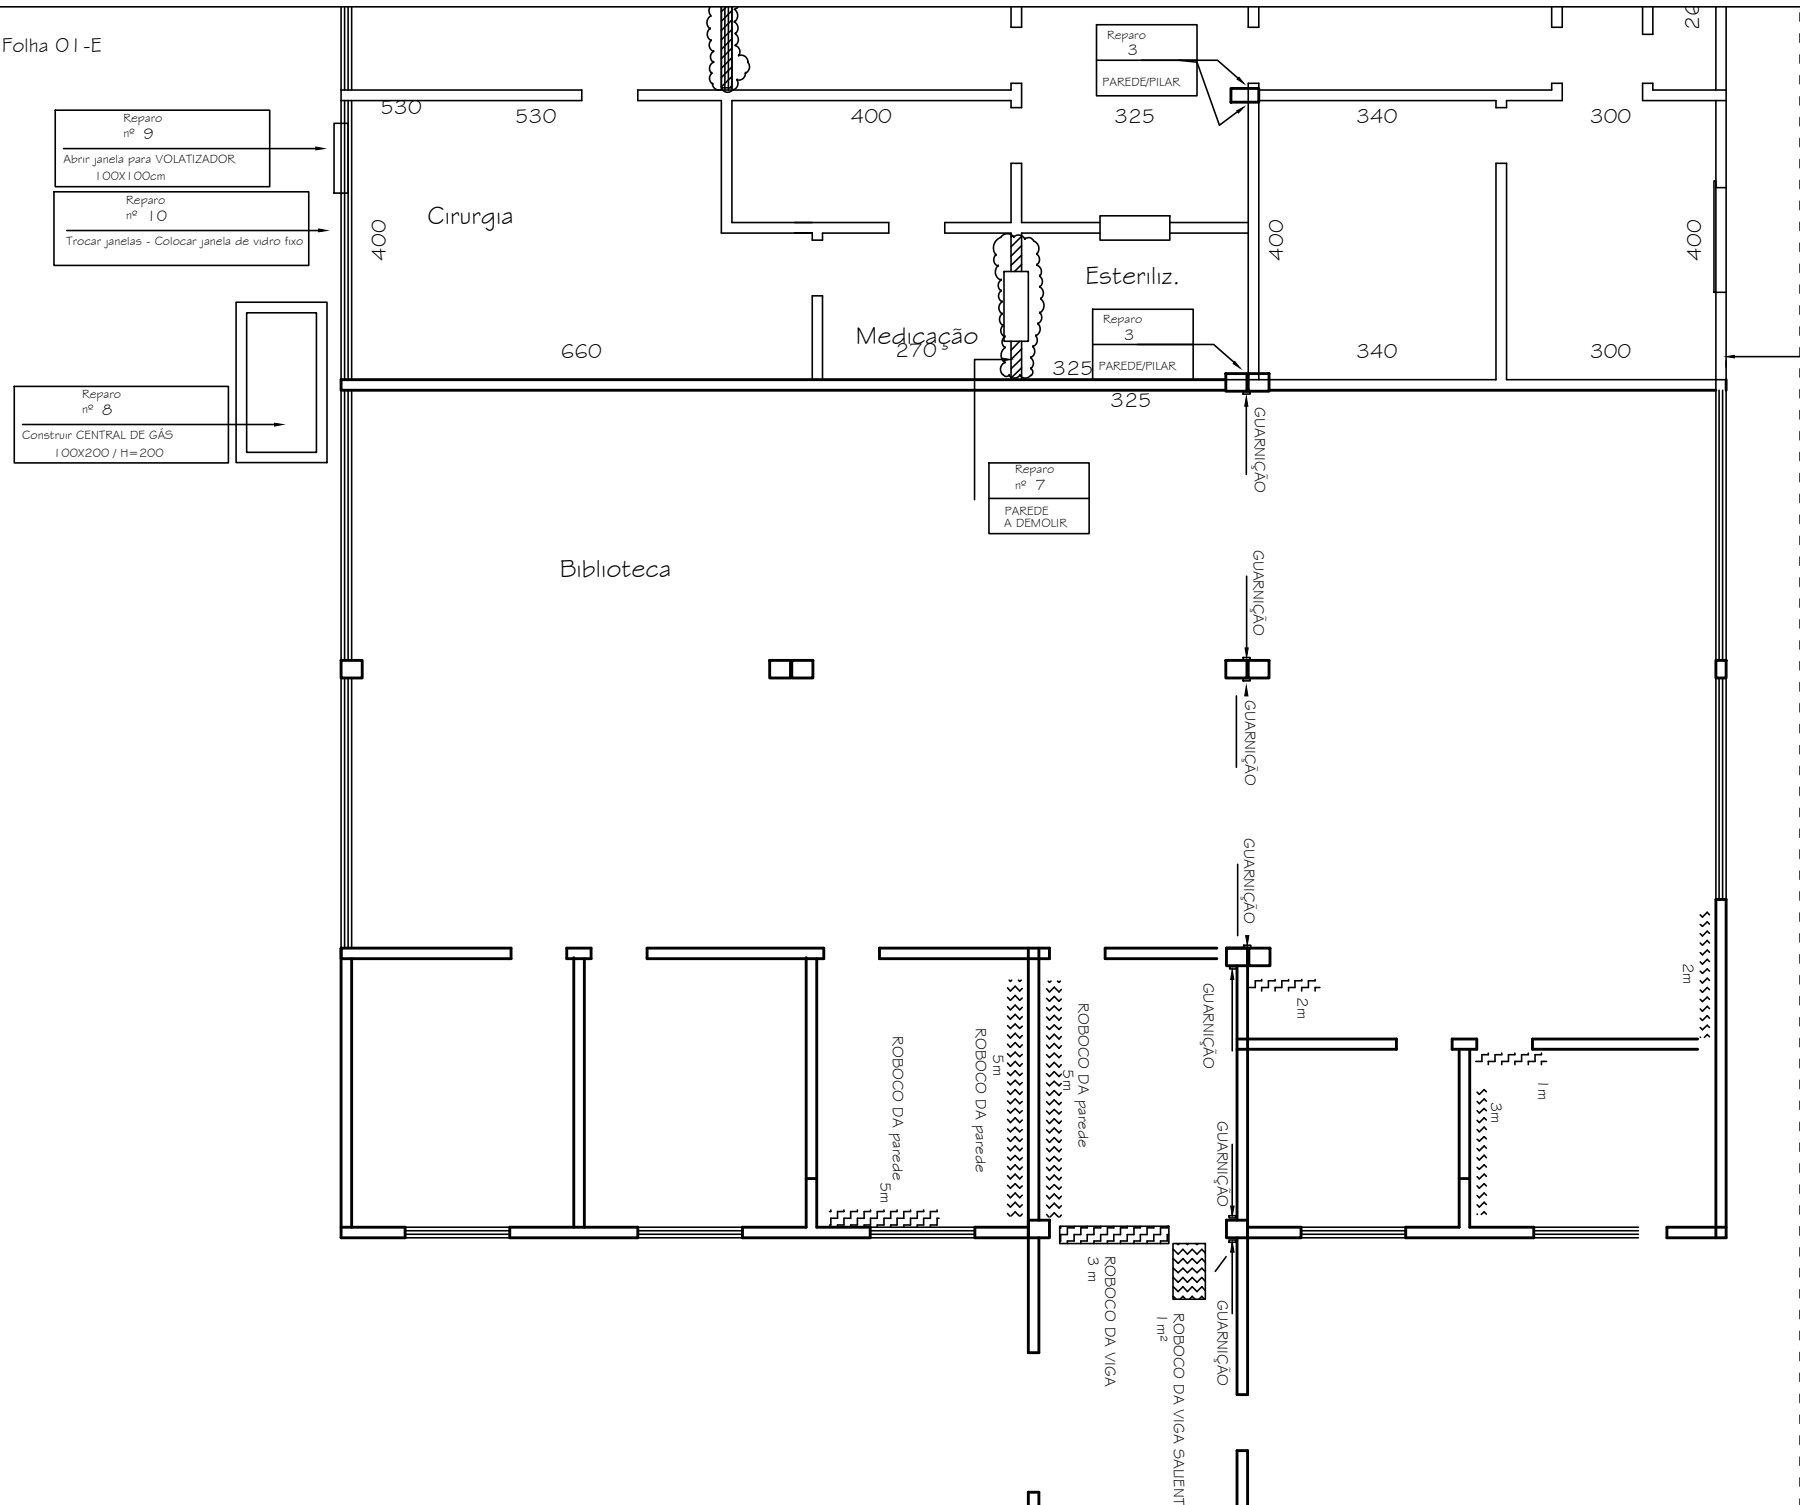 Folha 01-E
26
Reparo
3
PAREDE/PILAR
530
530
400
325
340
300
Reparo
nº 9
Abrir janela para VOLATIZADOR
100X100cm
Reparo
nº 10
Trocar janelas - Colocar janela de vidro fixo
400
Cirurgia
400
400
Esteriliz.
Medicação
660
270
325
Reparo
3
PAREDE/PILAR
340
300
325
Reparo
nº 8
Construir CENTRAL DE GÁS
100X200 / H=200
GUARNIÇÃO
Reparo
nº 7
PAREDE
A DEMOLIR
Biblioteca
GUARNIÇÃO
GUARNIÇÃO
GUARNIÇÃO
2m
2m
GUARNIÇÃO
ROBOCO DA parede
5m
ROBOCO DA parede
5m
ROBOCO DA parede
5m
1m
3m
GUARNIÇÃO
ROBOCO DA VIGA
3 m
GUARNIÇÃO
ROBOCO DA VIGA SALIENT
1m²